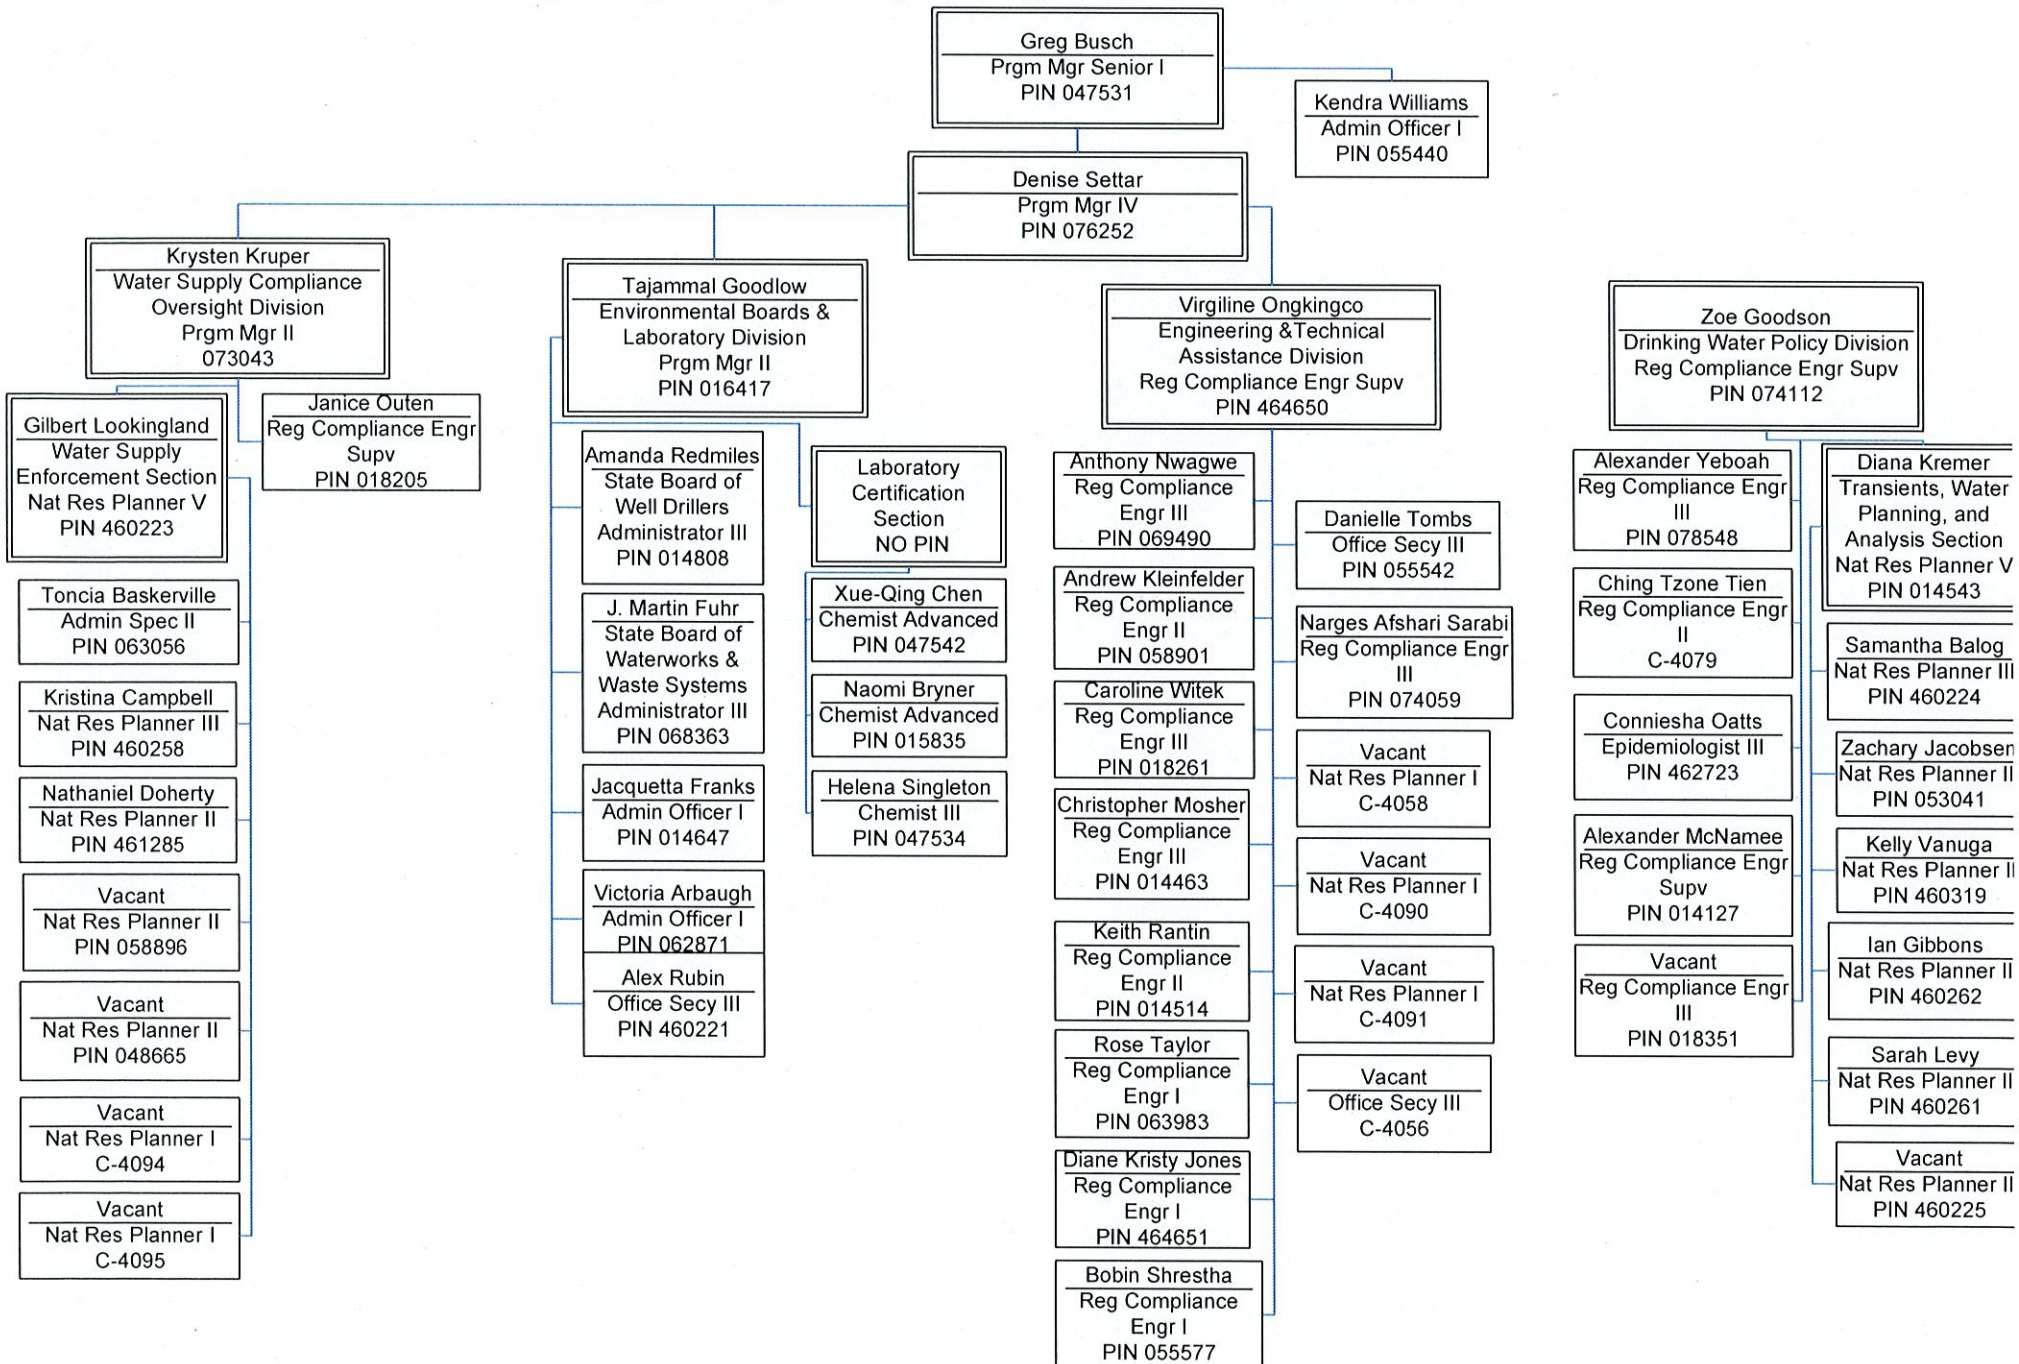 Greg Busch
Prgm Mgr Senior I
PIN 047531
Kendra Williams
Admin Officer I
PIN 055440
Denise Settar
Prgm Mgr IV
PIN 076252
Krysten Kruper
Water Supply Compliance
Oversight Division
Prgm Mgr II
073043
Gilbert Lookingland
Water Supply
Enforcement Section
Nat Res Planner V
PIN 460223
Janice Outen
Reg Compliance Engr
Supv
PIN 018205
Toncia Baskerville
Admin Spec II
PIN 063056
Kristina Campbell
Nat Res Planner III
PIN 460258
Nathaniel Doherty
Nat Res Planner II
PIN 461285
Vacant
Nat Res Planner II
PIN 058896
Vacant
Nat Res Planner II
PIN 048665
Vacant
Nat Res Planner I
C-4094
Vacant
Nat Res Planner I
C-4095
Tajammal Goodlow
Environmental Boards &
Laboratory Division
Prgm Mgr II
PIN 016417
Amanda Redmiles
State Board of
Well Drillers
Administrator III
PIN 014808
J. Martin Fuhr
State Board of
Waterworks &
Waste Systems
Administrator III
PIN 068363
Jacquetta Franks
Admin Officer I
PIN 014647
Victoria Arbaugh
Admin Officer I
PIN 062871
Alex Rubin
Office Secy III
PIN 460221
Laboratory
Certification
Section
NO PIN
Xue-Qing Chen
Chemist Advanced
PIN 047542
Naomi Bryner
Chemist Advanced
PIN 015835
Helena Singleton
Chemist III
PIN 047534
Virgiline Ongkingco
Engineering &Technical
Assistance Division
Reg Compliance Engr Supv
PIN 464650
Anthony Nwagwe
Reg Compliance
Engr III
PIN 069490
Andrew Kleinfelder
Reg Compliance
Engr II
PIN 058901
Caroline Witek
Reg Compliance
Engr III
PIN 018261
Christopher Mosher
Reg Compliance
Engr III
PIN 014463
Keith Rantin
Reg Compliance
Engr II
PIN 014514
Rose Taylor
Reg Compliance
Engr I
PIN 063983
Diane Kristy Jones
Reg Compliance
Engr I
PIN 464651
Bobin Shrestha
Reg Compliance
Engr I
PIN 055577
Danielle Tombs
Office Secy III
PIN 055542
Narges Afshari Sarabi
Reg Compliance Engr
III
PIN 074059
Vacant
Nat Res Planner I
C-4058
Vacant
Nat Res Planner I
C-4090
Vacant
Nat Res Planner I
C-4091
Vacant
Office Secy III
C-4056
Zoe Goodson
Drinking Water Policy Division
Reg Compliance Engr Supv
PIN 074112
Alexander Yeboah
Reg Compliance Engr
III
PIN 078548
Ching Tzone Tien
Reg Compliance Engr
II
C-4079
Conniesha Oatts
Epidemiologist III
PIN 462723
Alexander McNamee
Reg Compliance Engr
Supv
PIN 014127
Vacant
Reg Compliance Engr
III
PIN 018351
Diana Kremer
Transients, Water
Planning, and
Analysis Section
Nat Res Planner V
PIN 014543
Samantha Balog
Nat Res Planner III
PIN 460224
Zachary Jacobsen
Nat Res Planner II
PIN 053041
Kelly Vanuga
Nat Res Planner II
PIN 460319
Ian Gibbons
Nat Res Planner II
PIN 460262
Sarah Levy
Nat Res Planner II
PIN 460261
Vacant
Nat Res Planner II
PIN 460225